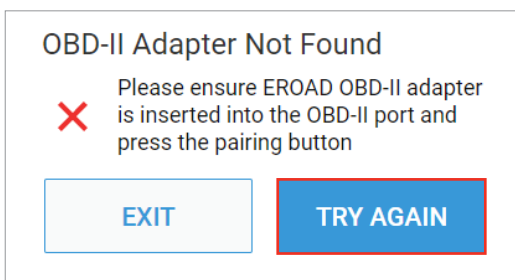 OBD-II Adapter Not Found
Please ensure EROAD OBD-II adapter
is inserted into the OBD-II port and
press the pairing button
EXIT
TRY AGAIN